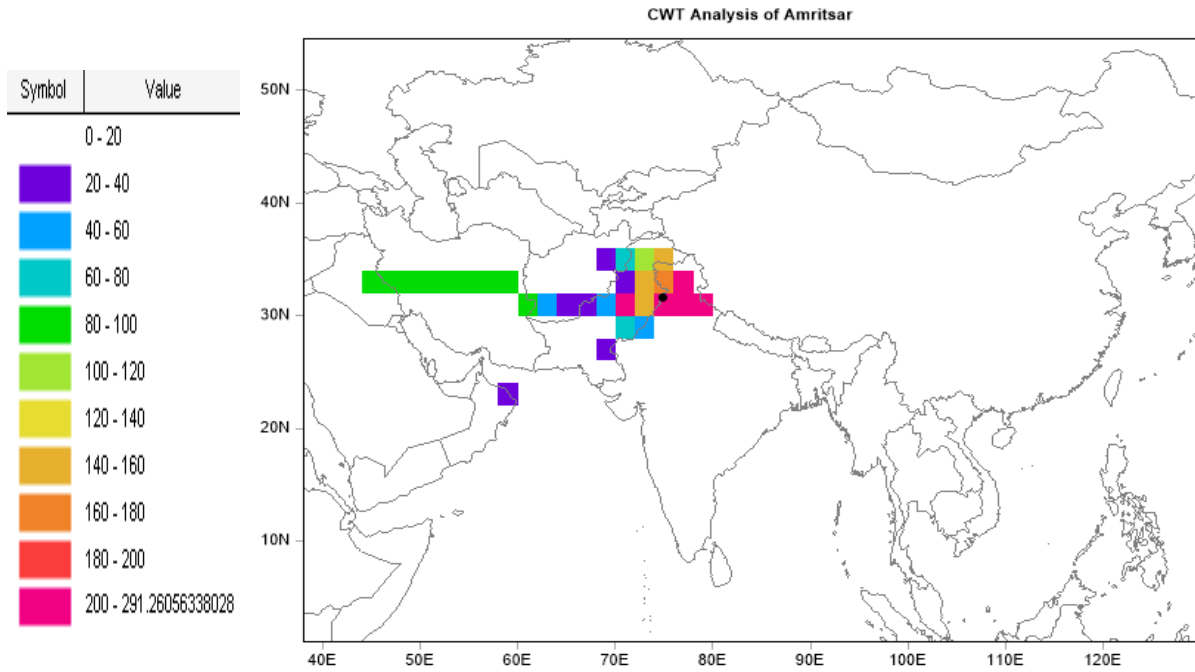 CWT Analysis of Amritsar
Symbol Value
0 - 20
20 - 40
40 - 60
60 - 80
80 - 100
100 - 120
120 - 140
140 - 160
160 - 180
180 - 200
200 - 291.26056338028
50N
40N
30N
20N
10N
40E 50E 60E 70E 80E 90E 100E 110E 120E